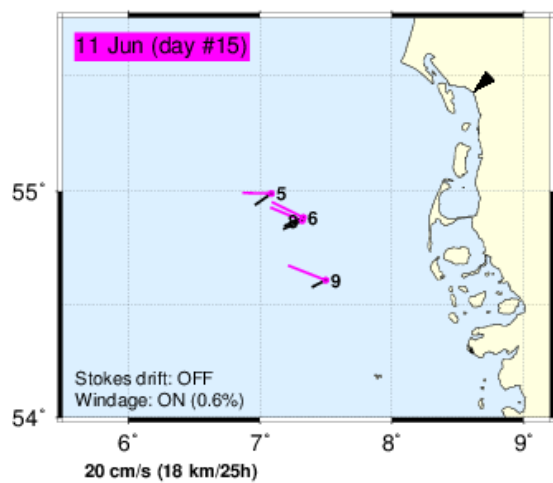 11 Jun (day #15)
55°
5
6
9
9
Stokes drift: OFF
Windage: ON (0.6%)
54°
6°
7°
8°
9°
20 cm/s (18 km/25h)